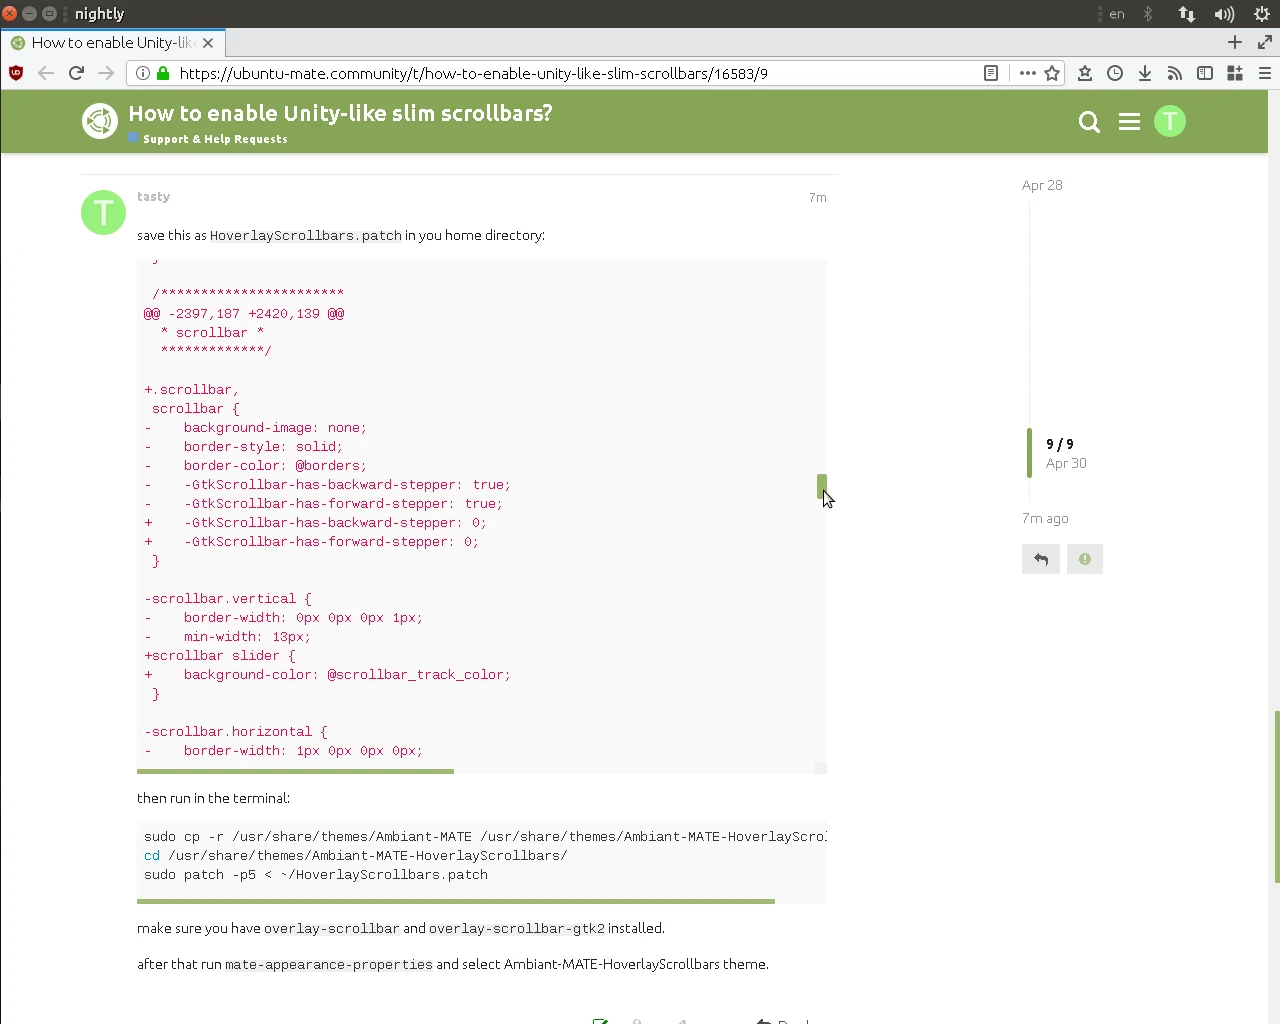 nightly
en
How to enable Unity-lik
https://ubuntu-mate.community/t/how-to-enable-unity-like-slim-scrollbars/16583/9
How to enable Unity-like slim scrollbars?
Support & Help Requests
T
T
tasty
7m
save this as HoverlayScrollbars.patch in you home directory:
/***********************
@@ -2397,187 +2420,139 @@
* scrollbar *
*************/
+.scrollbar,
scrollbar {
-    background-image: none;
-    border-style: solid;
-    border-color: @borders;
-    -GtkScrollbar-has-backward-stepper: true;
-    -GtkScrollbar-has-forward-stepper: true;
+    -GtkScrollbar-has-backward-stepper: 0;
+    -GtkScrollbar-has-forward-stepper: 0;
}
-scrollbar.vertical {
-    border-width: 0px 0px 0px 1px;
-    min-width: 13px;
+scrollbar slider {
+    background-color: @scrollbar_track_color;
}
-scrollbar.horizontal {
-    border-width: 1px 0px 0px 0px;
then run in the terminal:
sudo cp -r /usr/share/themes/Ambiant-MATE /usr/share/themes/Ambiant-MATE-HoverlayScrol
cd /usr/share/themes/Ambiant-MATE-HoverlayScrollbars/
sudo patch -p5 < ~/HoverlayScrollbars.patch
make sure you have overlay-scrollbar and overlay-scrollbar-gtk2 installed.
after that run mate-appearance-properties and select Ambiant-MATE-HoverlayScrollbars theme.
Apr 28
9 / 9
Apr 30
7m ago